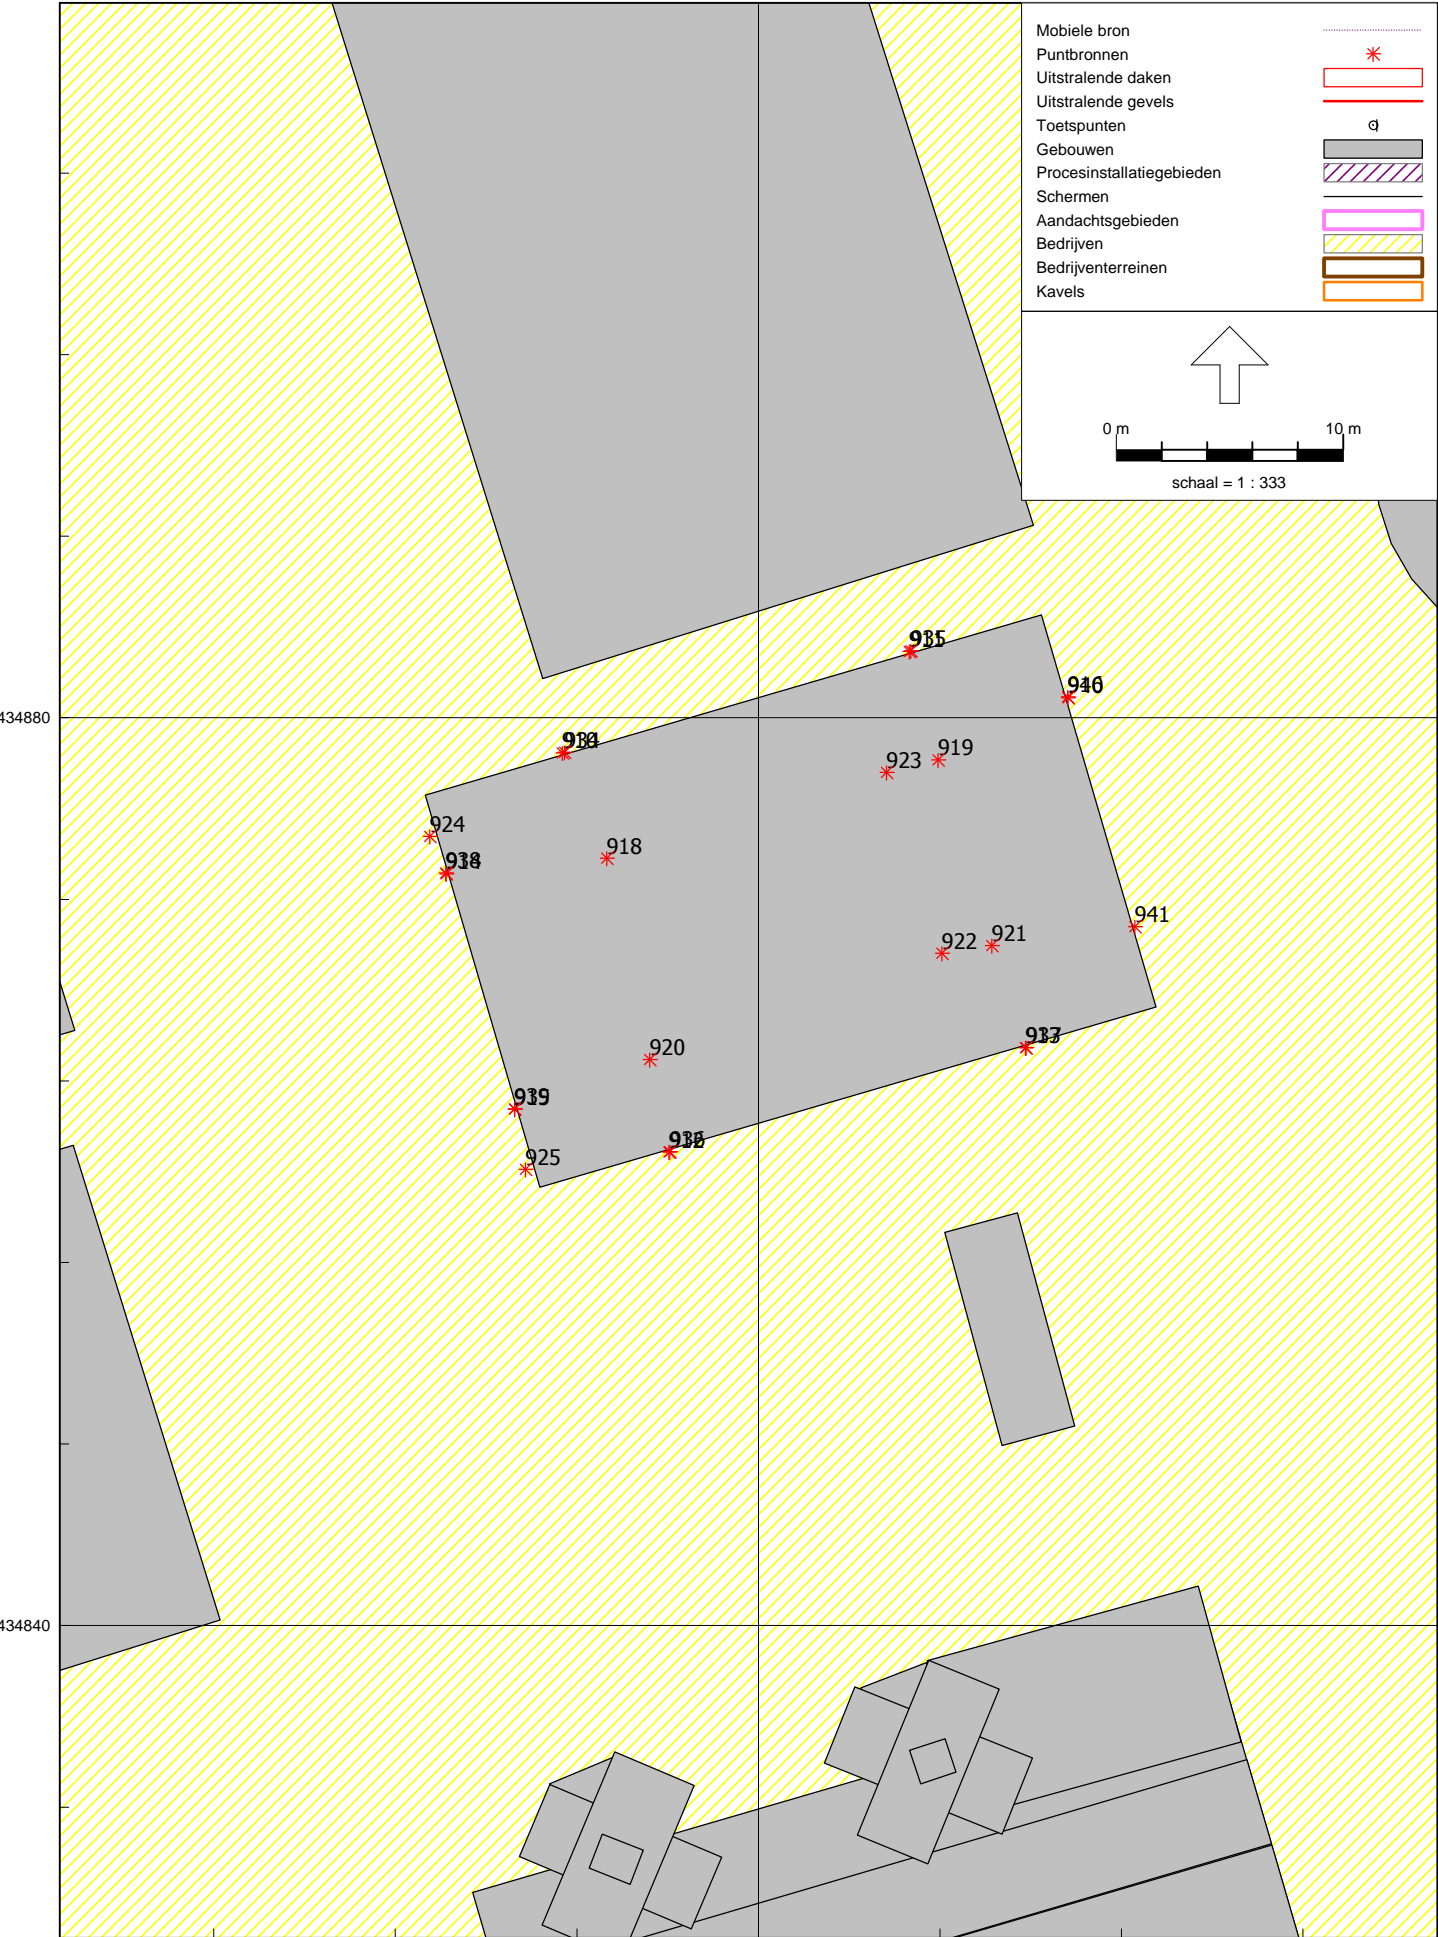 Mobiele bron
Puntbronnen
Uitstralende daken
Uitstralende gevels
Toetspunten
Gebouwen
Procesinstallatiegebieden
Schermen
Aandachtsgebieden
Bedrijven
Bedrijventerreinen
Kavels
0 m 10 m
schaal = 1 : 333
434880
919
923
924
918
941
922 921
920
925
434840